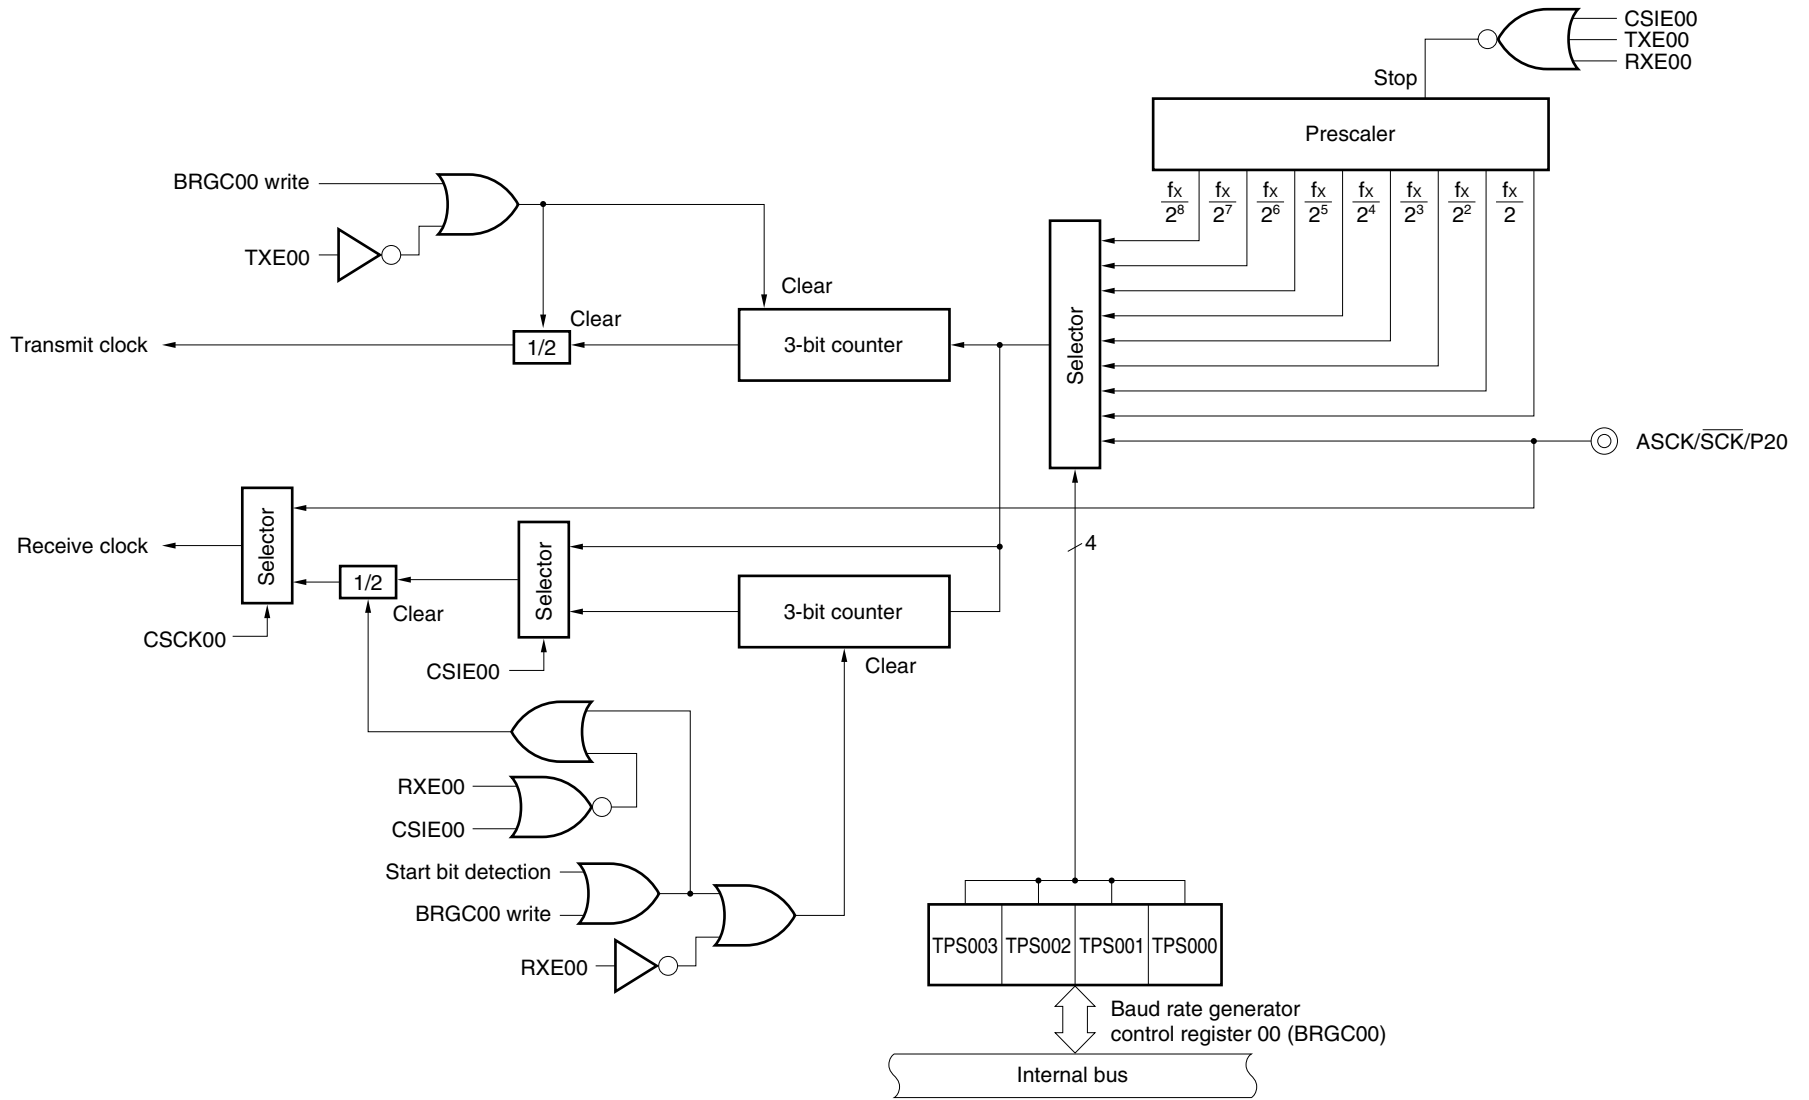 CSIE00
TXE00
RXE00
Stop
Prescaler
BRGC00 write
TXE00
fx/2⁸ fx/2⁷ fx/2⁶ fx/2⁵ fx/2⁴ fx/2³ fx/2² fx/2
Clear
Clear
Transmit clock
1/2
3-bit counter
Selector
ASCK/S̅C̅K̅/P20
Selector
Receive clock
Selector
4
1/2
Clear
3-bit counter
CSCK00
CSIE00
Clear
RXE00
CSIE00
Start bit detection
BRGC00 write
RXE00
TPS003 TPS002 TPS001 TPS000
Baud rate generator
control register 00 (BRGC00)
Internal bus